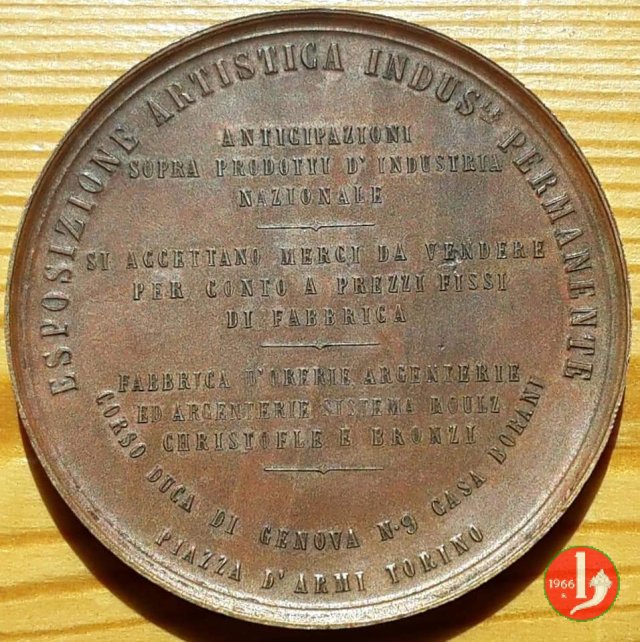 ESPOSIZIONE ARTISTICA INDUS.LE PERMANENTE
ANTICIPAZIONI
SOPRA PRODOTTI D'INDUSTRIA
NAZIONALE
SI ACCETTANO MERCI DA VENDERE
PER CONTO A PREZZI FISSI
DI FABBRICA
FABBRICA D'ORERIE ARGENTERIE
ED ARGENTERIE SISTEMA ROULZ
CHRISTOFLE E BRONZI
CORSO DUCA DI GENOVA N.9 CASA BORANI
PIAZZA D'ARMI TORINO
1966